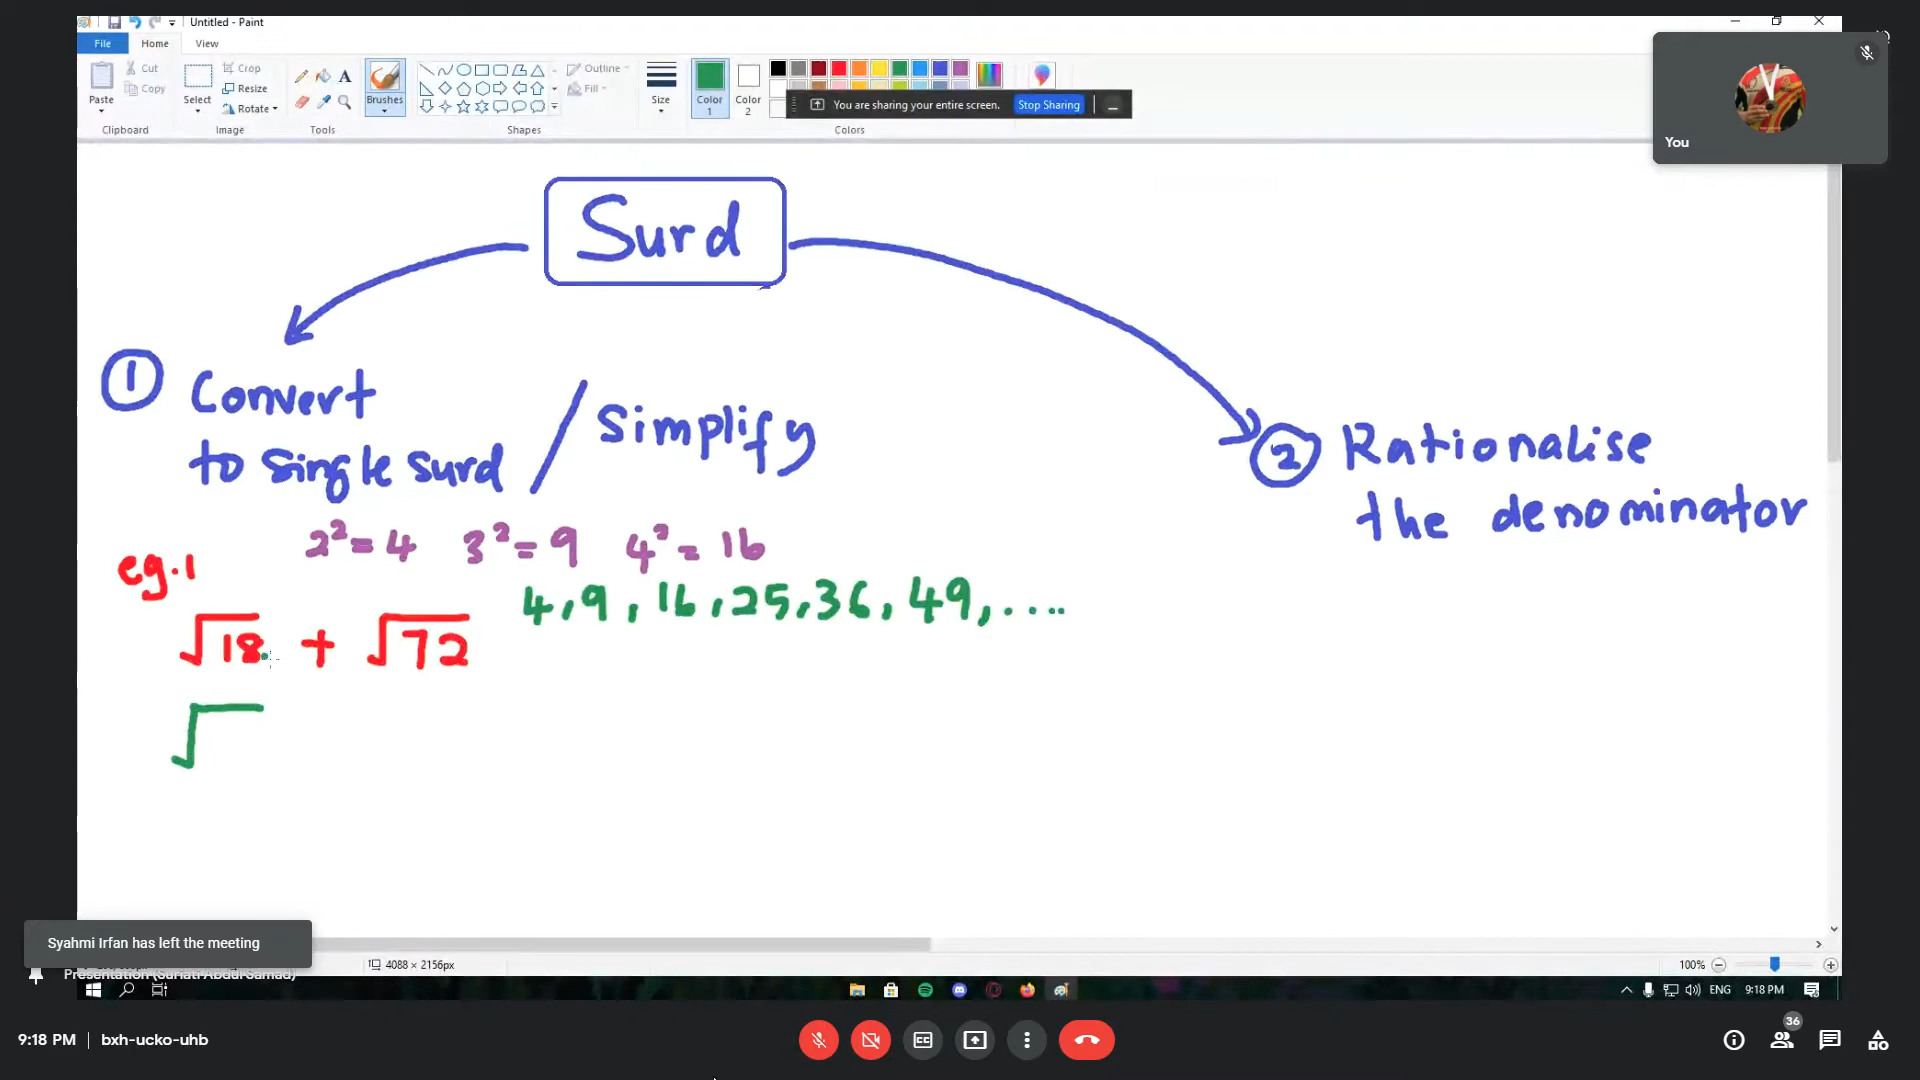 Untitled - Paint
File Home View
Paste
Cut
Copy
Clipboard
Select
Crop
Resize
Rotate
Image
Tools
Brushes
Shapes
Outline
Fill
Size
Color 1
Color 2
Colors
You are sharing your entire screen. Stop Sharing
You
Surd
① Convert
to single surd / Simplify
② Rationalise
the denominator
2² = 4 3² = 9 4² = 16
eg.1
4, 9, 16, 25, 36, 49, ....
√18 + √72
√
Syahmi Irfan has left the meeting
Presentation (Suriati Abdul Samad)
4088 × 2156px
100%
ENG 9:18 PM
9:18 PM | bxh-ucko-uhb
36